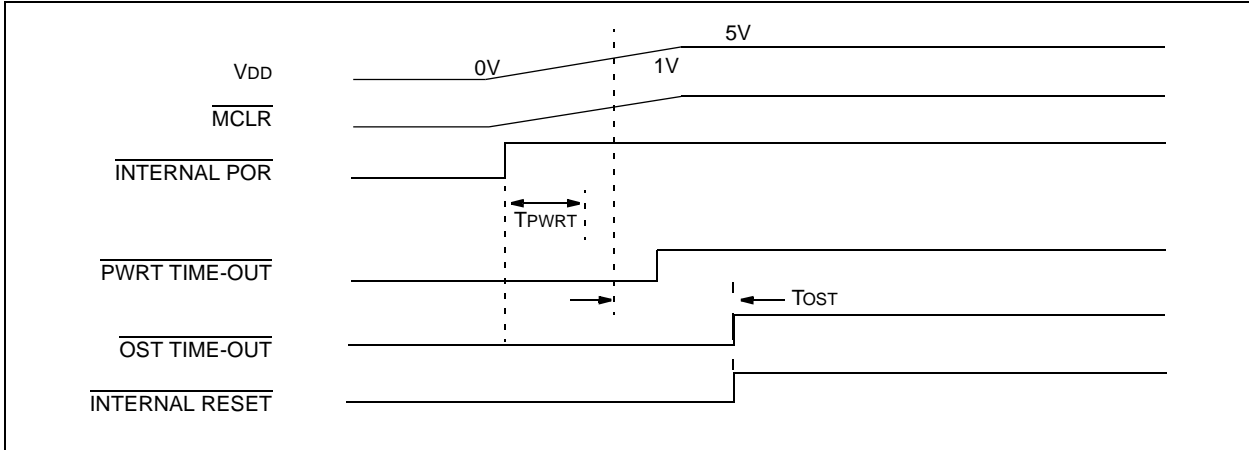 5V
VDD 0V 1V
MCLR
INTERNAL POR
TPWRT
PWRT TIME-OUT
TOST
OST TIME-OUT
INTERNAL RESET